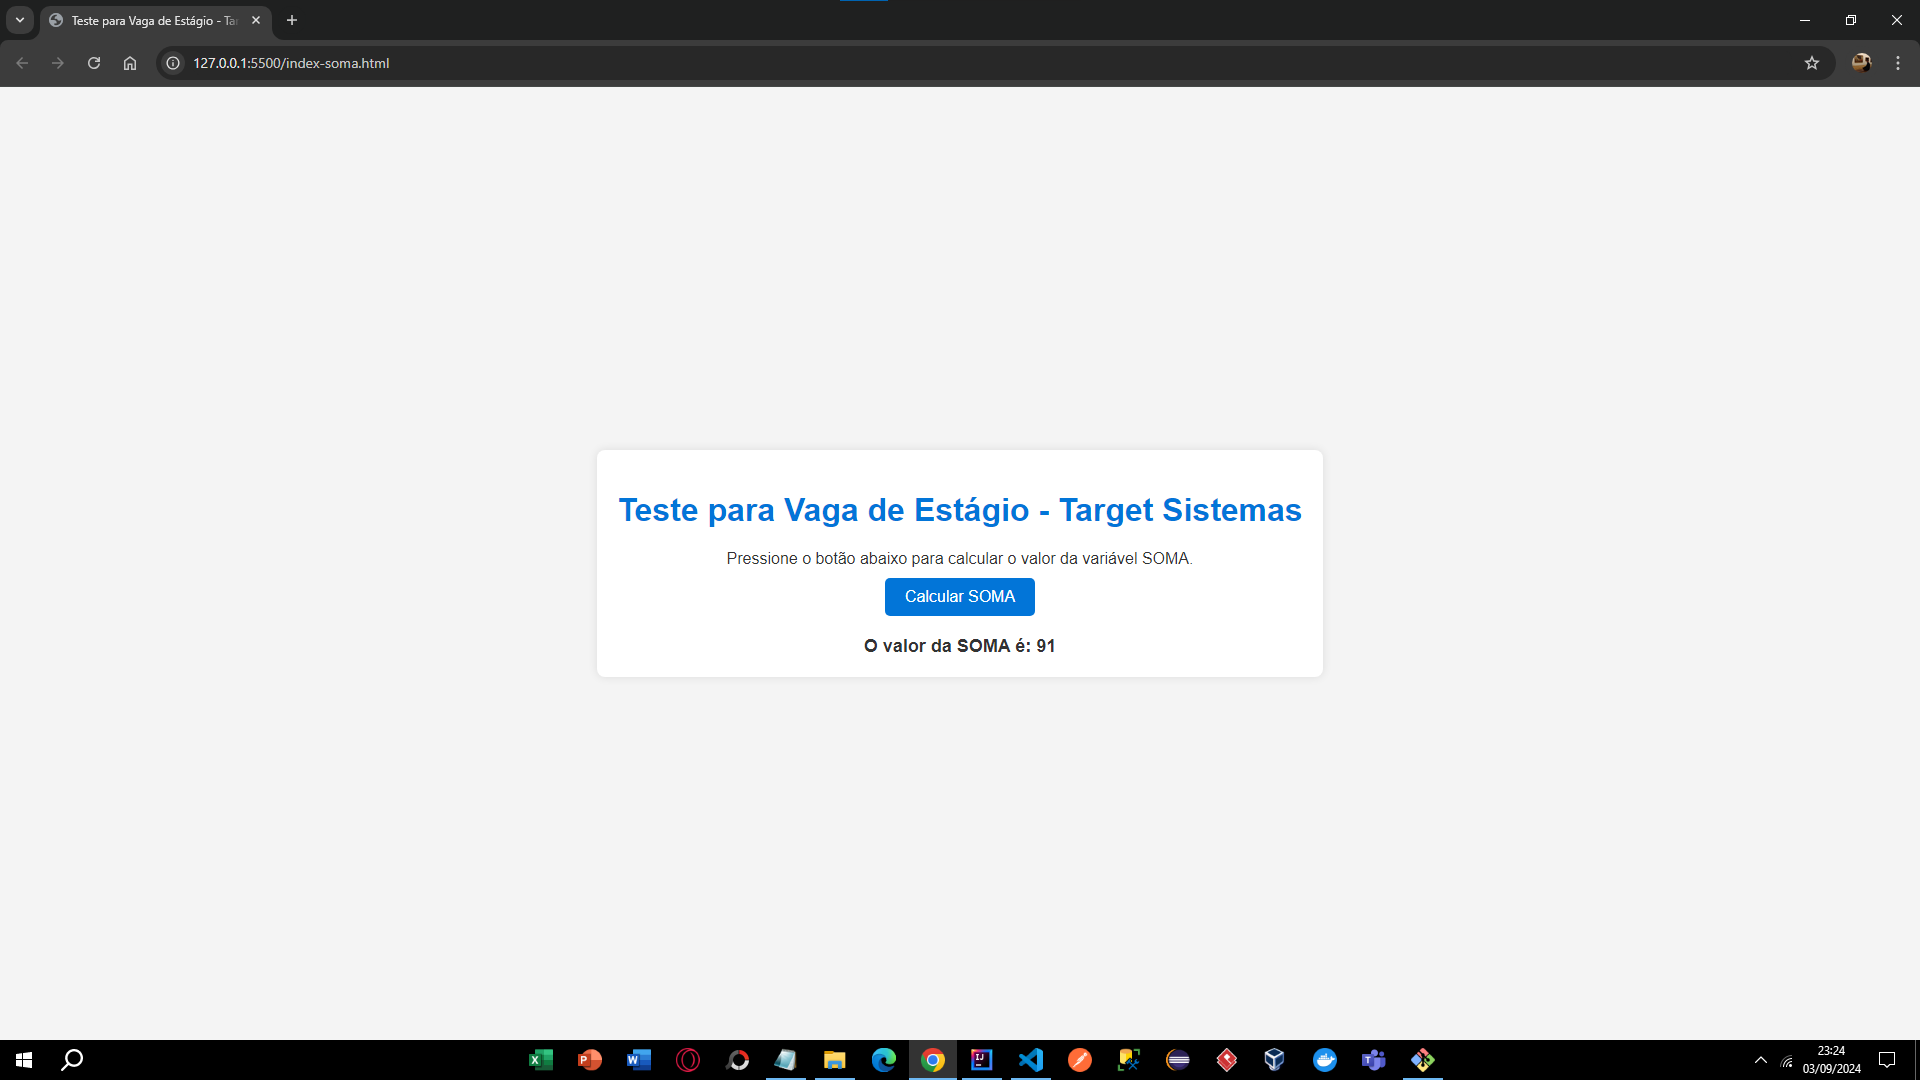 Teste para Vaga de Estágio - Ta
127.0.0.1:5500/index-soma.html
Teste para Vaga de Estágio - Target Sistemas
Pressione o botão abaixo para calcular o valor da variável SOMA.
Calcular SOMA
O valor da SOMA é: 91
23:24
03/09/2024